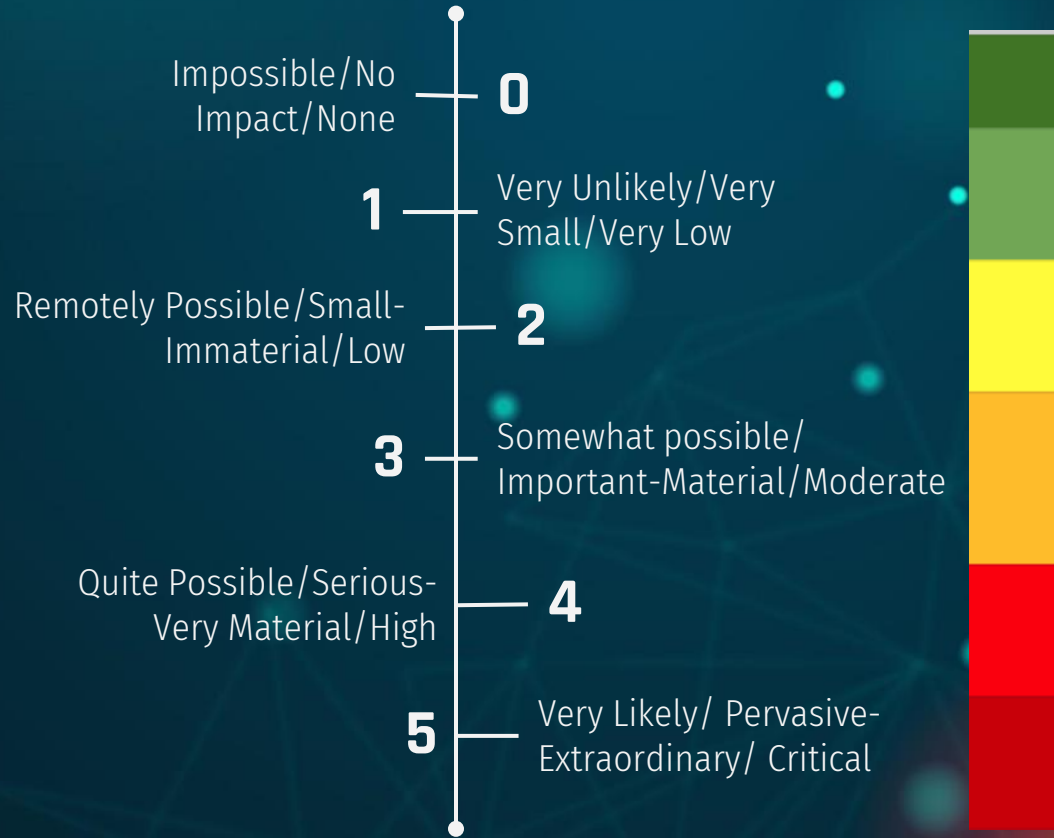 Impossible/No
Impact/None
0
1
Very Unlikely/Very
Small/Very Low
Remotely Possible/Small-
Immaterial/Low
2
3
Somewhat possible/
Important-Material/Moderate
Quite Possible/Serious-
Very Material/High
4
5
Very Likely/ Pervasive-
Extraordinary/ Critical